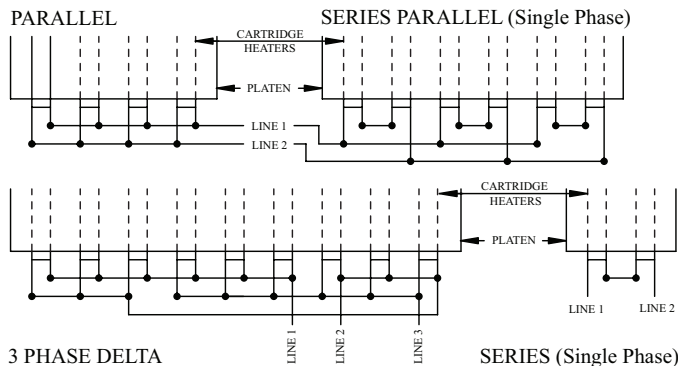 PARALLEL
SERIES PARALLEL (Single Phase)
CARTRIDGE
HEATERS
PLATEN
LINE 1
LINE 2
CARTRIDGE
HEATERS
PLATEN
LINE 1
LINE 2
LINE 1
LINE 2
LINE 3
3 PHASE DELTA
SERIES (Single Phase)